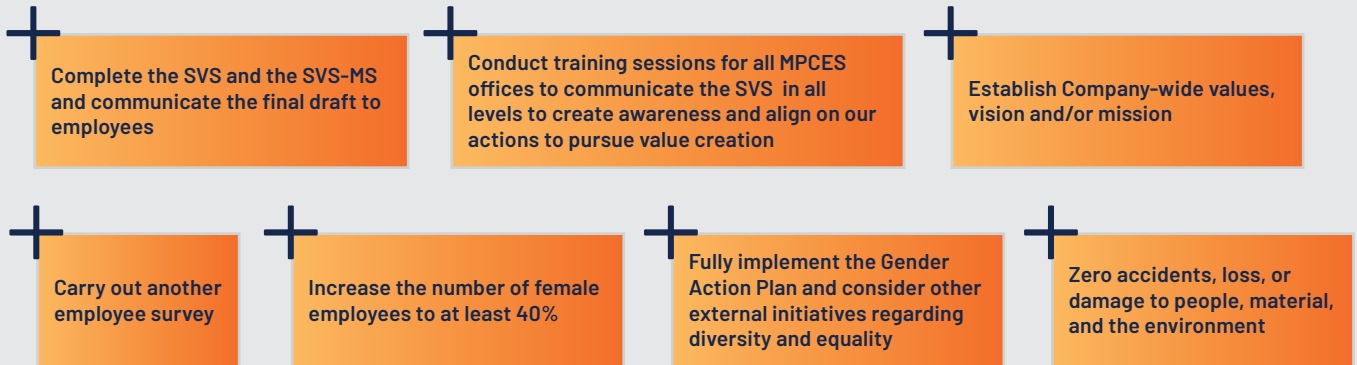 Complete the SVS and the SVS-MS
and communicate the final draft to
employees
Conduct training sessions for all MPCES
offices to communicate the SVS in all
levels to create awareness and align on our
actions to pursue value creation
Establish Company-wide values,
vision and/or mission
Carry out another
employee survey
Increase the number of female
employees to at least 40%
Fully implement the Gender
Action Plan and consider other
external initiatives regarding
diversity and equality
Zero accidents, loss, or
damage to people, material,
and the environment